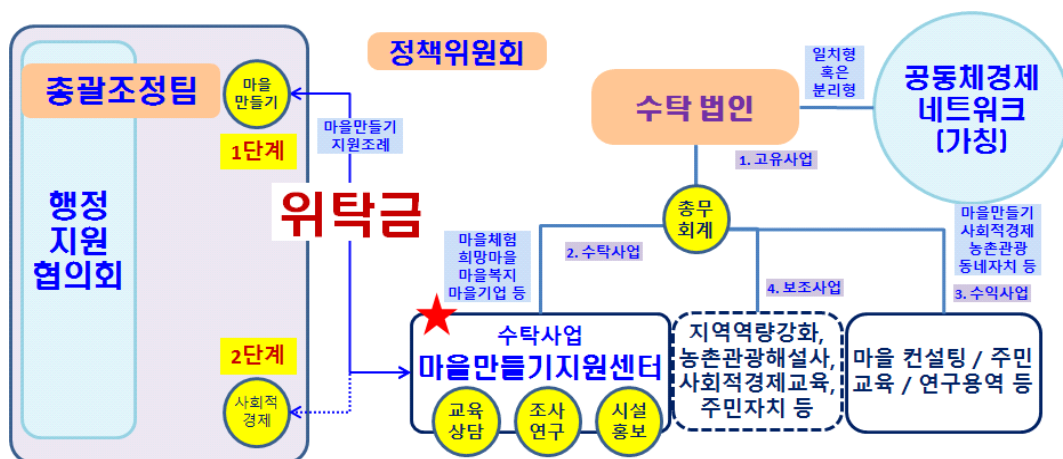 총괄조정팀
행정
지원
협의회
마을
만들기
1단계
2단계
사회적
경제
정책위원회
마을만들기
지원조례
위탁금
수탁 법인
일치형
혹은
분리형
공동체경제
네트워크
(가칭)
1. 고유사업
총무
회계
마을체험
희망마을
마을복지
마을기업 등
2. 수탁사업
4. 보조사업
마을만들기
사회적경제
농촌관광
동네자치 등
3. 수익사업
수탁사업
마을만들기지원센터
교육
상담
조사
연구
시설
홍보
지역역량강화,
농촌관광해설사,
사회적경제교육,
주민자치 등
마을 컨설팅 / 주민
교육 / 연구용역 등